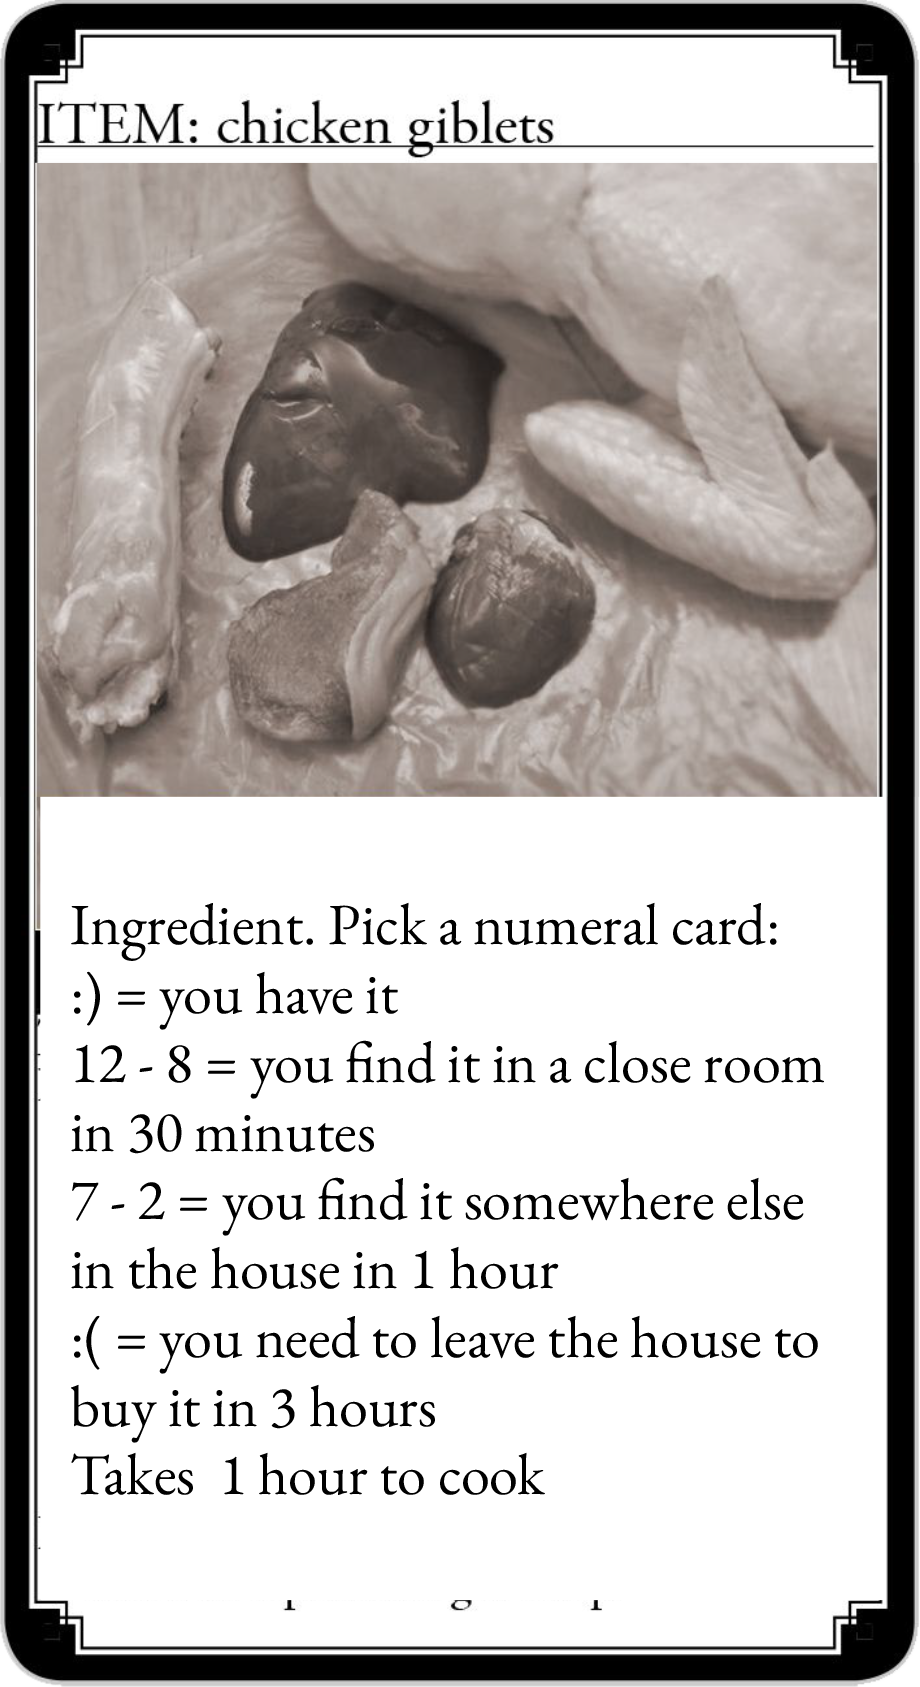 ITEM: chicken giblets
Ingredient. Pick a numeral card:
:) = you have it
12 - 8 = you find it in a close room
in 30 minutes
7 - 2 = you find it somewhere else
in the house in 1 hour
:( = you need to leave the house to
buy it in 3 hours
Takes  1 hour to cook